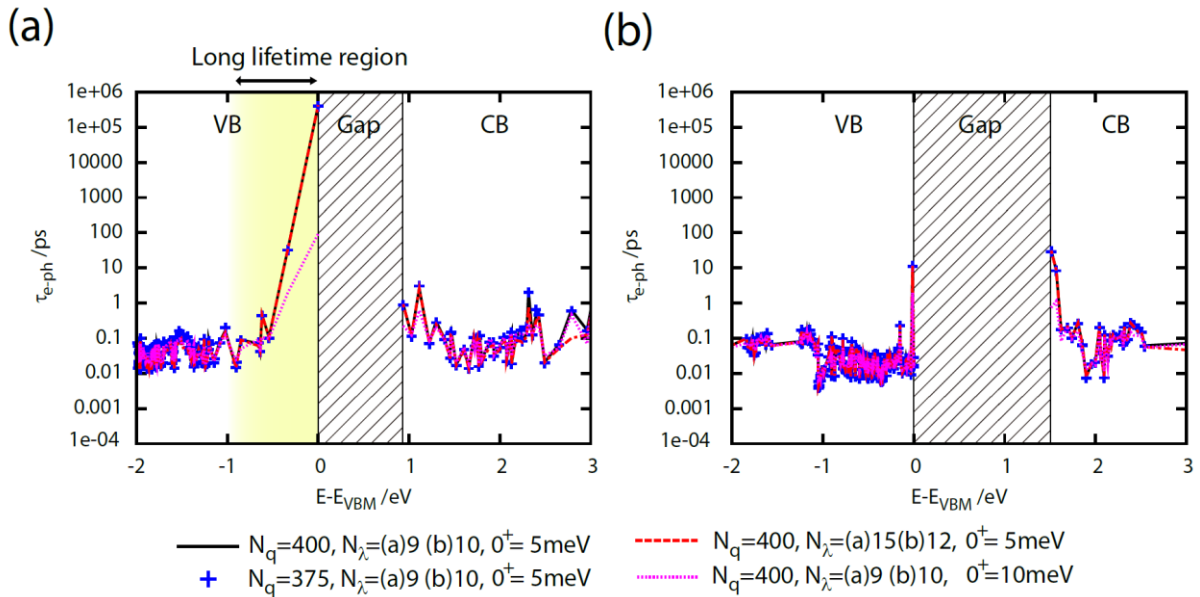 (a)
(b)
Long lifetime region
1e+06
1e+05
10000
1000
100
10
1
0.1
0.01
0.001
1e-04
τe-ph /ps
VB
Gap
CB
-2
-1
0
1
2
3
E-EVBM /eV
1e+06
1e+05
10000
1000
100
10
1
0.1
0.01
0.001
1e-04
τe-ph /ps
VB
Gap
CB
-2
-1
0
1
2
3
E-EVBM /eV
Nq=400, Nλ=(a)9 (b)10, 0+= 5meV
Nq=375, Nλ=(a)9 (b)10, 0+= 5meV
Nq=400, Nλ=(a)15(b)12, 0+= 5meV
Nq=400, Nλ=(a)9 (b)10, 0+=10meV